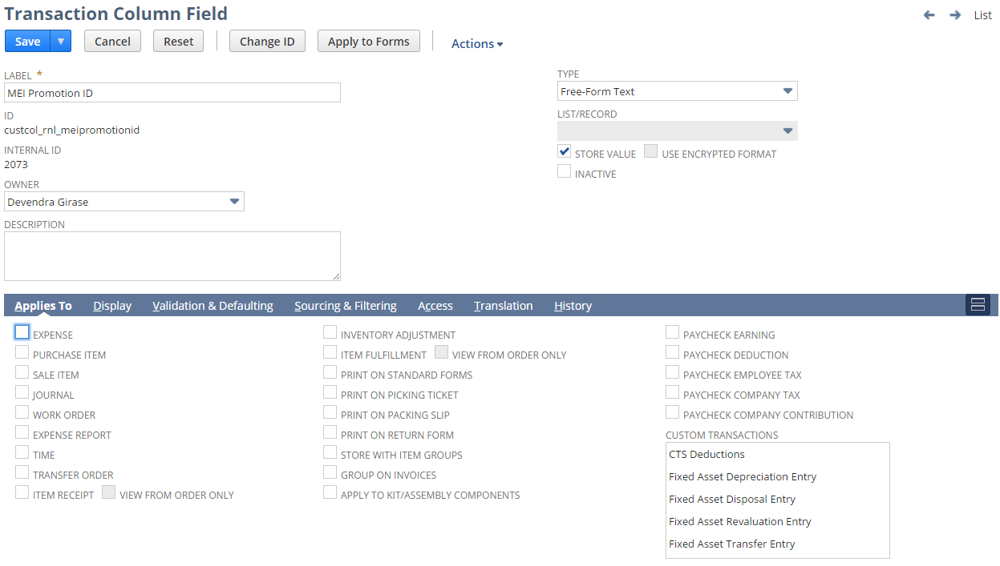 Transaction Column Field
List
Save
Cancel
Reset
Change ID
Apply to Forms
Actions
LABEL *
MEI Promotion ID
ID
custcol_rnl_meipromotionid
INTERNAL ID
2073
OWNER
Devendra Girase
DESCRIPTION
TYPE
Free-Form Text
LIST/RECORD
STORE VALUE USE ENCRYPTED FORMAT
INACTIVE
Applies To Display Validation & Defaulting Sourcing & Filtering Access Translation History
EXPENSE
PURCHASE ITEM
SALE ITEM
JOURNAL
WORK ORDER
EXPENSE REPORT
TIME
TRANSFER ORDER
ITEM RECEIPT VIEW FROM ORDER ONLY
INVENTORY ADJUSTMENT
ITEM FULFILLMENT VIEW FROM ORDER ONLY
PRINT ON STANDARD FORMS
PRINT ON PICKING TICKET
PRINT ON PACKING SLIP
PRINT ON RETURN FORM
STORE WITH ITEM GROUPS
GROUP ON INVOICES
APPLY TO KIT/ASSEMBLY COMPONENTS
PAYCHECK EARNING
PAYCHECK DEDUCTION
PAYCHECK EMPLOYEE TAX
PAYCHECK COMPANY TAX
PAYCHECK COMPANY CONTRIBUTION
CUSTOM TRANSACTIONS
CTS Deductions
Fixed Asset Depreciation Entry
Fixed Asset Disposal Entry
Fixed Asset Revaluation Entry
Fixed Asset Transfer Entry